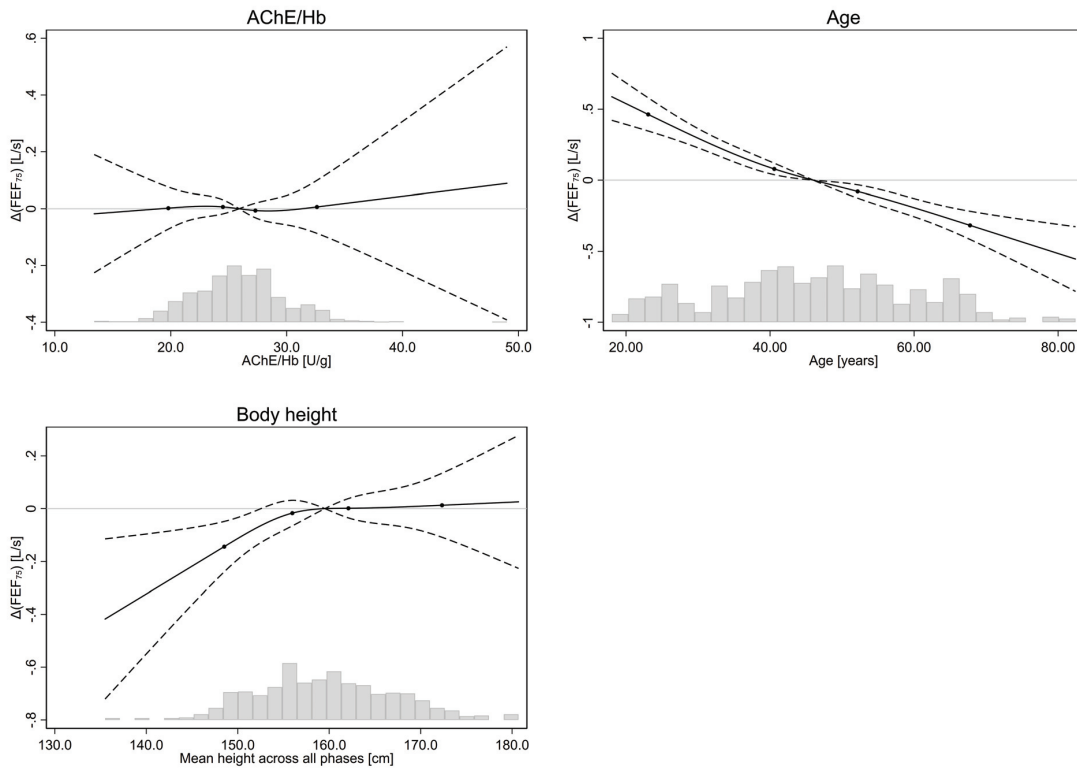 AChE/Hb
Δ(FEF₇₅) [L/s]
.6
.4
.2
0
-.2
-.4
10.0 20.0 30.0 40.0 50.0
AChE/Hb [U/g]
Age
Δ(FEF₇₅) [L/s]
1
.5
0
-.5
-1
20.00 40.00 60.00 80.00
Age [years]
Body height
Δ(FEF₇₅) [L/s]
.2
0
-.2
-.4
-.6
-.8
130.0 140.0 150.0 160.0 170.0 180.0
Mean height across all phases [cm]